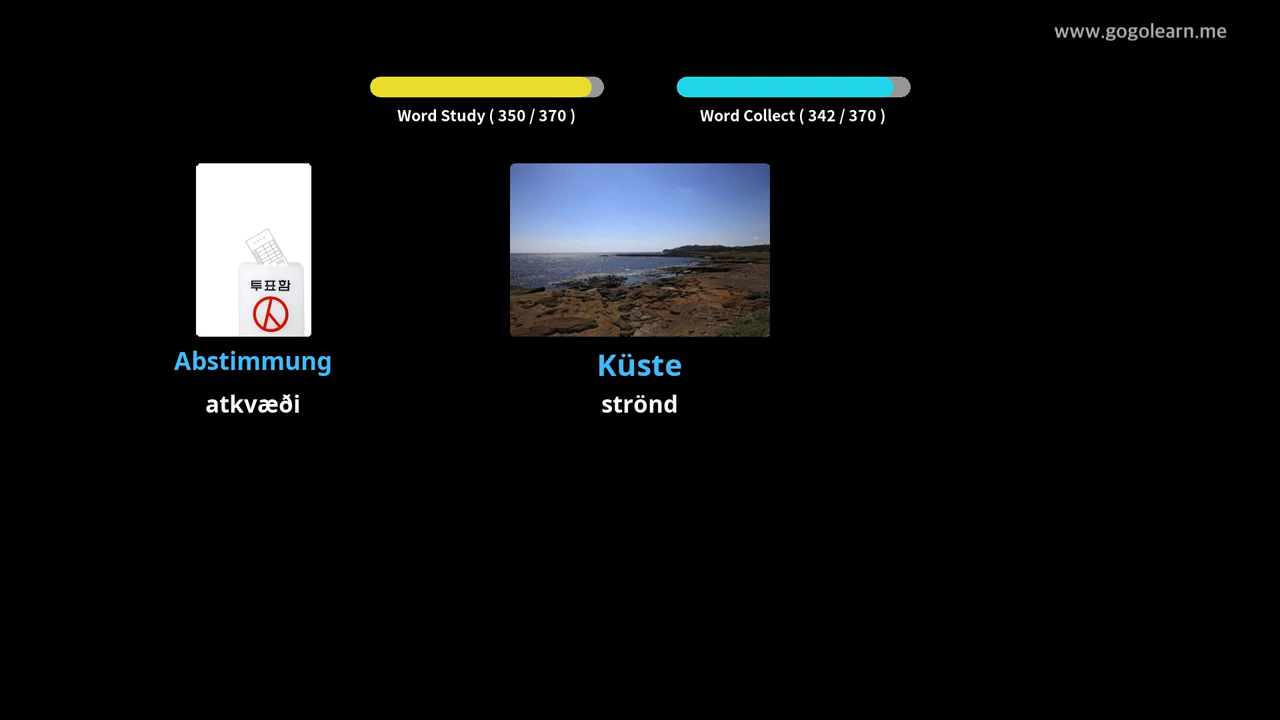 www.gogolearn.me
Word Study ( 350 / 370 )
Word Collect ( 342 / 370 )
투표함
Abstimmung
Küste
atkvæði
strönd